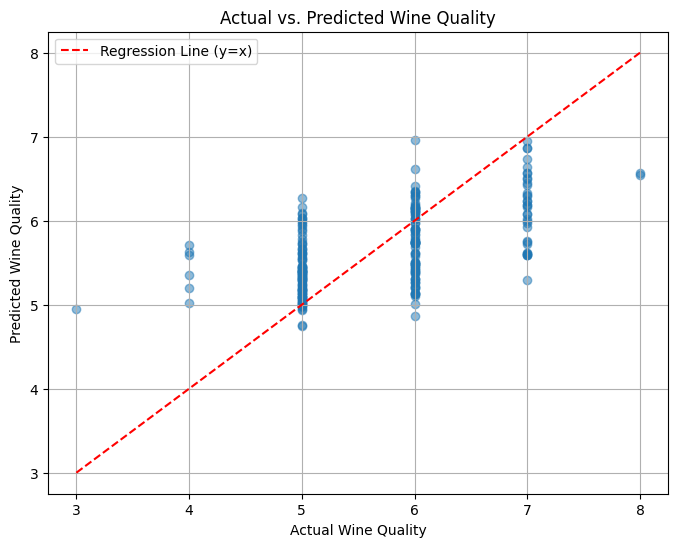 Actual vs. Predicted Wine Quality
Regression Line (y=x)
8
7
6
5
4
3
Predicted Wine Quality
3 4 5 6 7 8
Actual Wine Quality